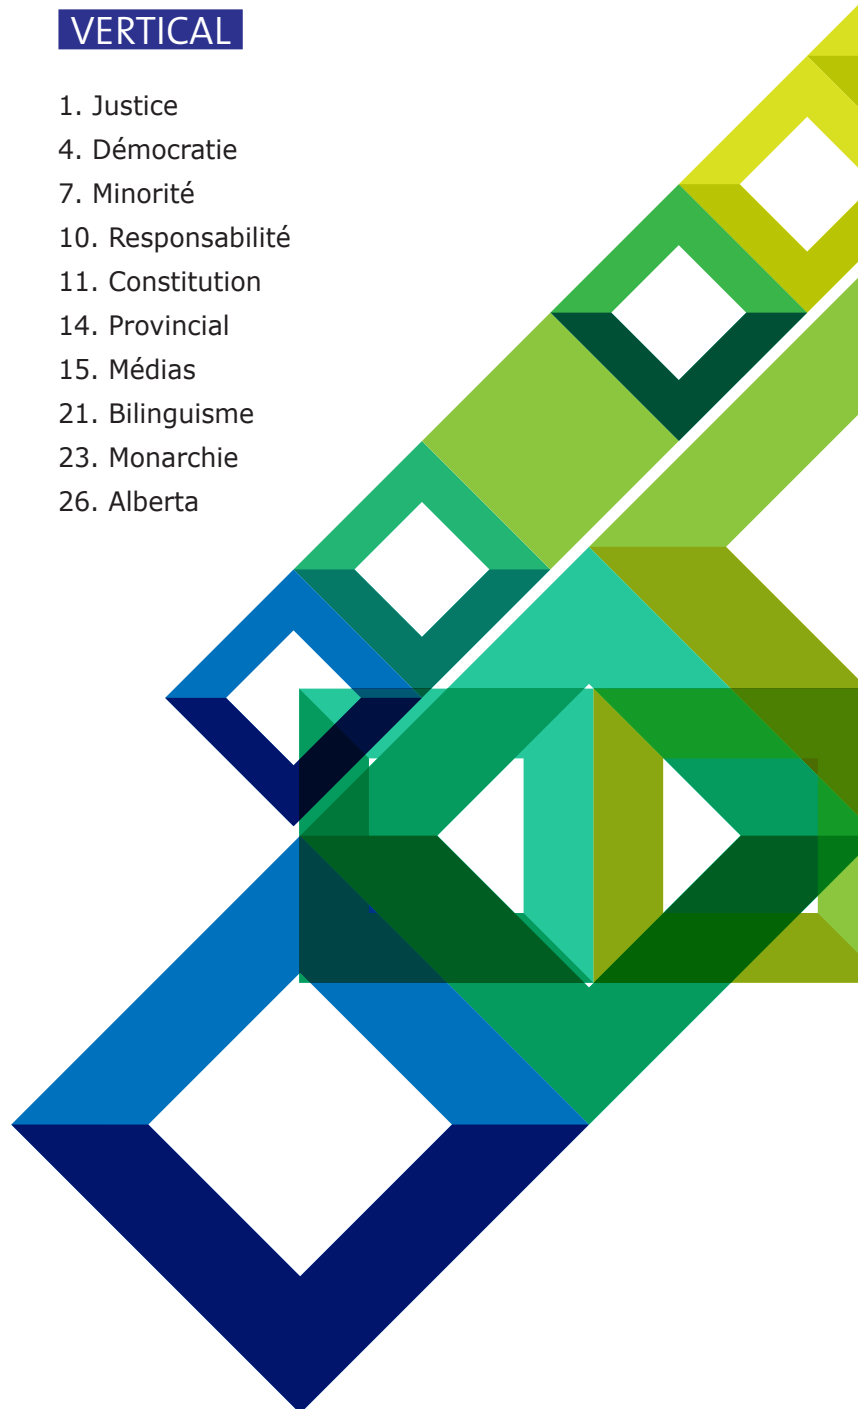 VERTICAL
1. Justice
4. Démocratie
7. Minorité
10. Responsabilité
11. Constitution
14. Provincial
15. Médias
21. Bilinguisme
23. Monarchie
26. Alberta